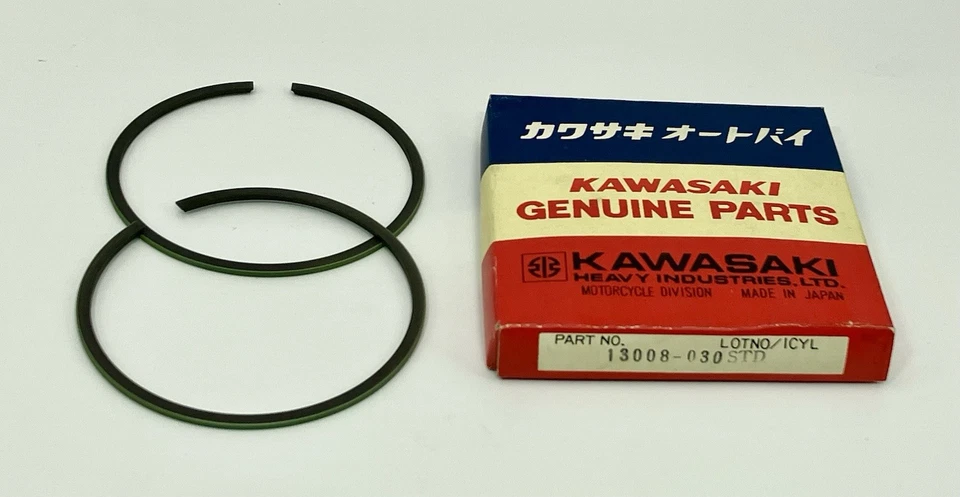 カワサキ オートバイ
KAWASAKI
GENUINE PARTS
KAWASAKI
HEAVY INDUSTRIES, LTD.
MOTORCYCLE DIVISION MADE IN JAPAN
PART NO. LOTNO/1CYL
13008-030 STD